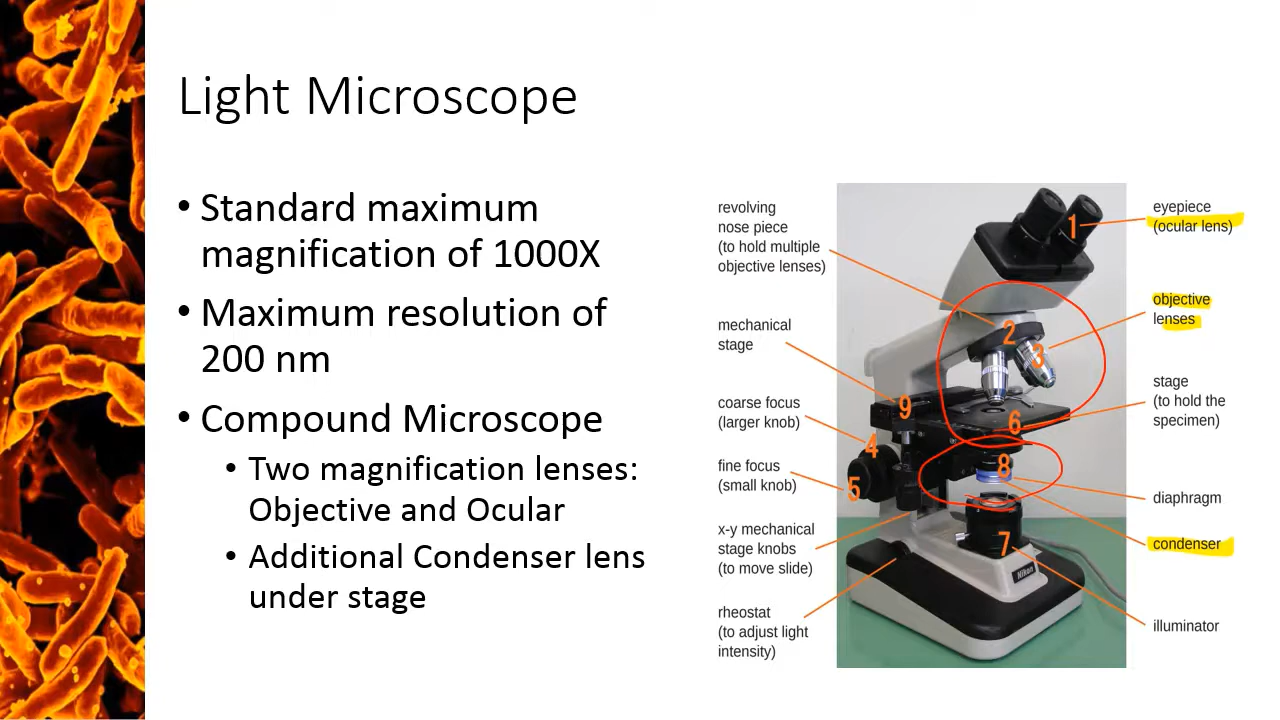 Light Microscope
• Standard maximum
magnification of 1000X
• Maximum resolution of
200 nm
• Compound Microscope
• Two magnification lenses:
Objective and Ocular
• Additional Condenser lens
under stage
revolving
nose piece
(to hold multiple
objective lenses)
mechanical
stage
coarse focus
(larger knob)
fine focus
(small knob)
x-y mechanical
stage knobs
(to move slide)
rheostat
(to adjust light
intensity)
1
2
3
9
6
4
8
5
7
Nikon
eyepiece
(ocular lens)
objective
lenses
stage
(to hold the
specimen)
diaphragm
condenser
illuminator